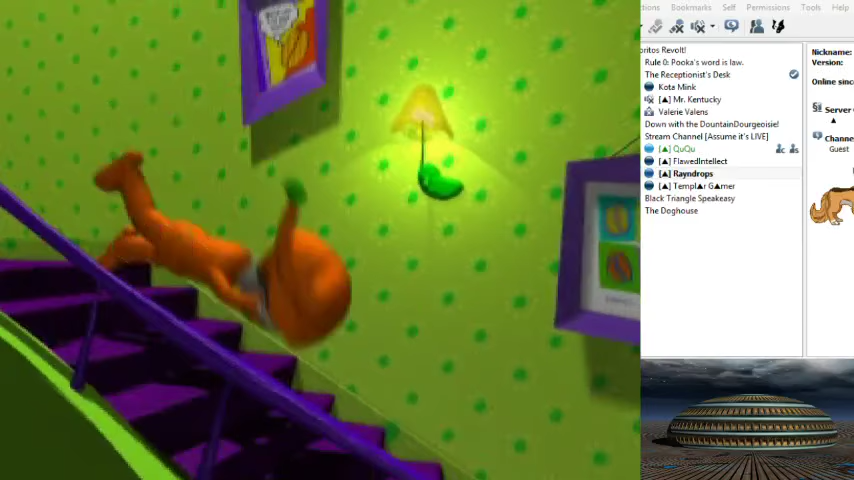 ctions Bookmarks Self Permissions Tools Help
oritos Revolt!
Rule 0: Pooka's word is law.
The Receptionist's Desk
Kota Mink
[▲] Mr. Kentucky
Valerie Valens
Down with the DountainDourgeoisie!
Stream Channel [Assume it's LIVE]
[▲] QuQu
[▲] FlawedIntellect
[▲] Rayndrops
[▲] Templ▲r G▲mer
Black Triangle Speakeasy
The Doghouse
Nickname:
Version:
Online sinc
Server
Channe
Guest